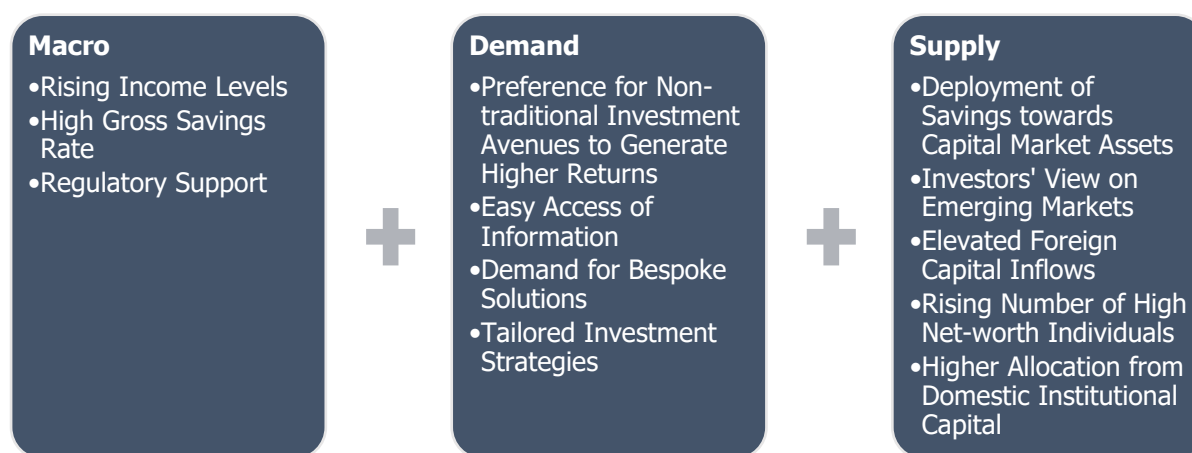 Macro
•Rising Income Levels
•High Gross Savings
Rate
•Regulatory Support
Demand
•Preference for Non-
traditional Investment
Avenues to Generate
Higher Returns
•Easy Access of
Information
•Demand for Bespoke
Solutions
•Tailored Investment
Strategies
Supply
•Deployment of
Savings towards
Capital Market Assets
•Investors' View on
Emerging Markets
•Elevated Foreign
Capital Inflows
•Rising Number of High
Net-worth Individuals
•Higher Allocation from
Domestic Institutional
Capital